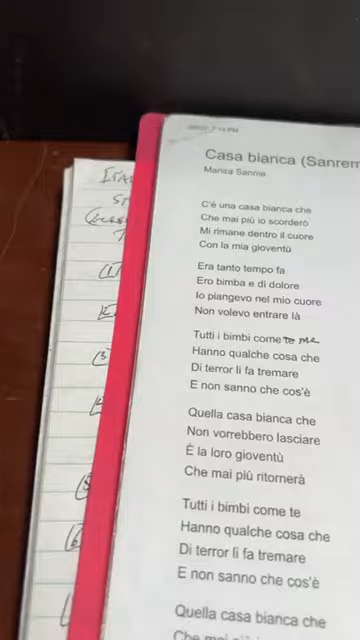 Casa bianca (Sanrem
Marisa Sannia
C'è una casa bianca che
Che mai più io scorderò
Mi rimane dentro il cuore
Con la mia gioventù
Era tanto tempo fa
Ero bimba e di dolore
Io piangevo nel mio cuore
Non volevo entrare là
Tutti i bimbi come te me
Hanno qualche cosa che
Di terror li fa tremare
E non sanno che cos'è
Quella casa bianca che
Non vorrebbero lasciare
È la loro gioventù
Che mai più ritornerà
Tutti i bimbi come te
Hanno qualche cosa che
Di terror li fa tremare
E non sanno che cos'è
Quella casa bianca che
Che mai più